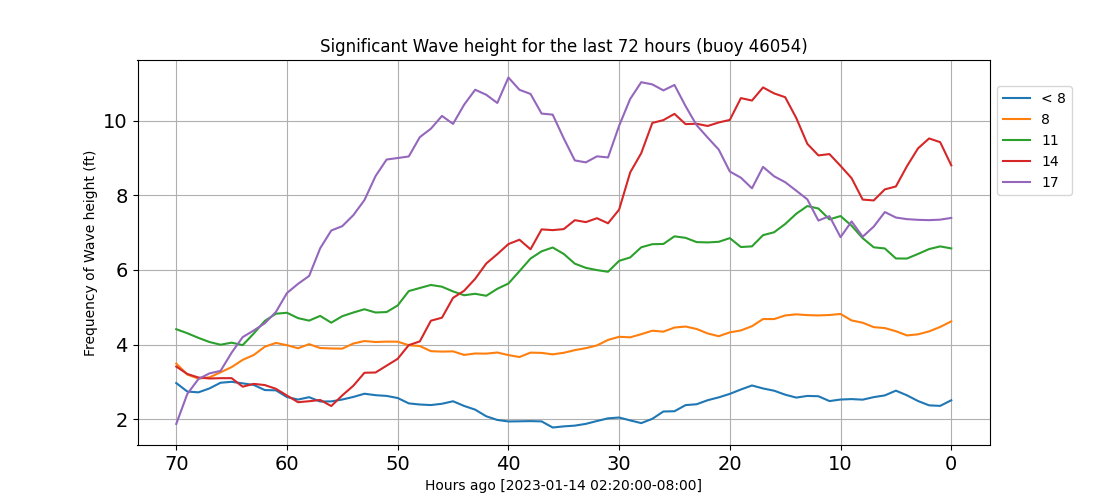 Significant Wave height for the last 72 hours (buoy 46054)
Frequency of Wave height (ft)
10
8
6
4
2
70 60 50 40 30 20 10 0
Hours ago [2023-01-14 02:20:00-08:00]
< 8
8
11
14
17